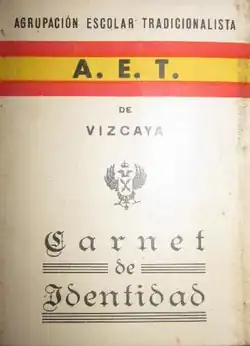 AGRUPACIÓN ESCOLAR TRADICIONALISTA
A. E. T.
DE
VIZCAYA
Carnet
de
Identidad